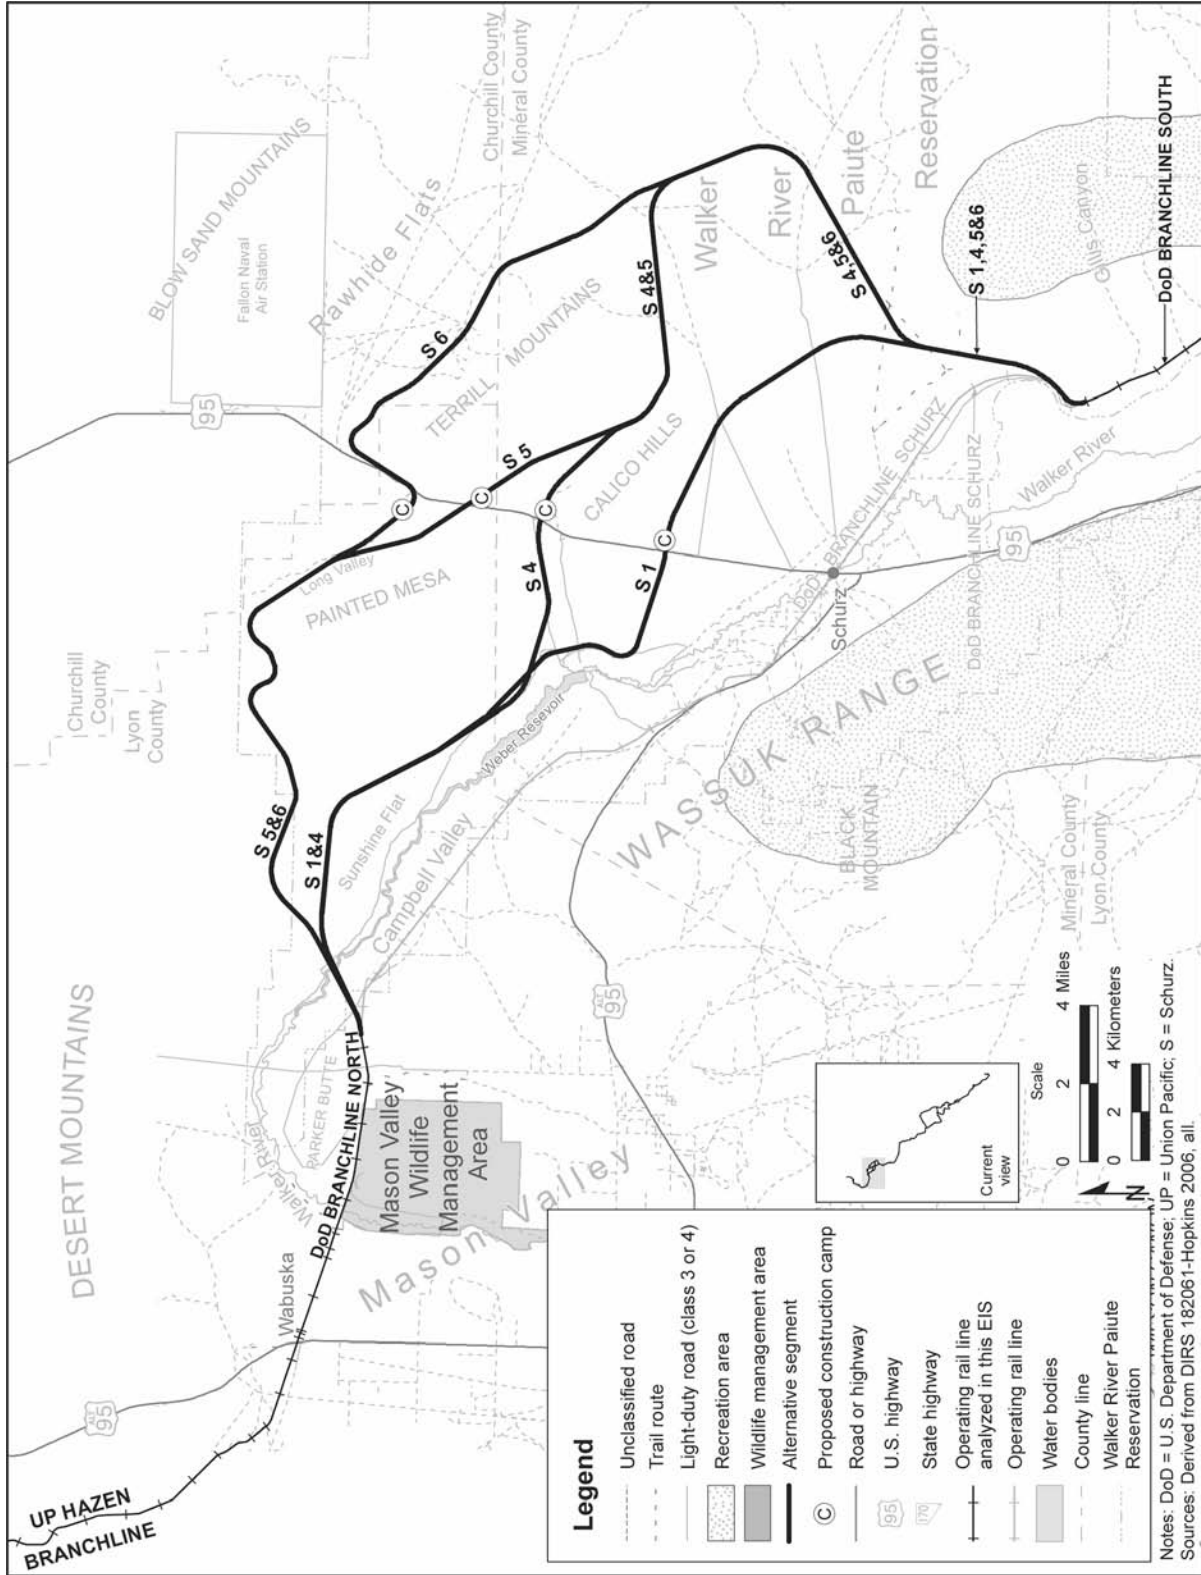 UP HAZEN
BRANCHLINE
ALT
95
Wabuska
DESERT MOUNTAINS
Walker River
PARKER BUTTE
DoD BRANCHLINE NORTH
Mason Valley
Wildlife
Management
Area
Mason Valley
Campbell Valley
Sunshine Flat
Weber Resevoir
S 5&6
S 1&4
Lyon
County
Churchill
County
PAINTED MESA
Long Valley
S 4
S 1
S 5
C
C
C
C
95
S 6
TERRILL
MOUNTAINS
CALICO HILLS
S 4&5
BLOW SAND MOUNTAINS
Fallon Naval
Air Station
Rawhide Flats
Churchill County
Mineral County
Walker
River
Paiute
Reservation
S 4,5&6
S 1,4,5&6
Gillis Canyon
DoD BRANCHLINE SOUTH
DoD BRANCHLINE SCHURZ
DoD BRANCHLINE SCHURZ
Walker River
95
Schurz
WASSUK RANGE
BLACK
MOUNTAIN
Mineral County
Lyon County
ALT
95
Legend
Unclassified road
Trail route
Light-duty road (class 3 or 4)
Recreation area
Wildlife management area
Alternative segment
C
Proposed construction camp
Road or highway
95
U.S. highway
170
State highway
Operating rail line
analyzed in this EIS
Operating rail line
Water bodies
County line
Walker River Paiute
Reservation
Current
view
N
Scale
0 2 4 Miles
0 2 4 Kilometers
Notes: DoD = U.S. Department of Defense; UP = Union Pacific; S = Schurz.
Sources: Derived from DIRS 182061-Hopkins 2006, all.